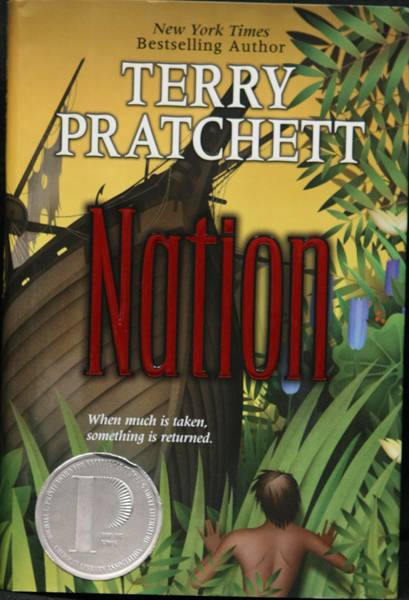 New York Times
Bestselling Author
TERRY
PRATCHETT
Nation
When much is taken,
something is returned.
P